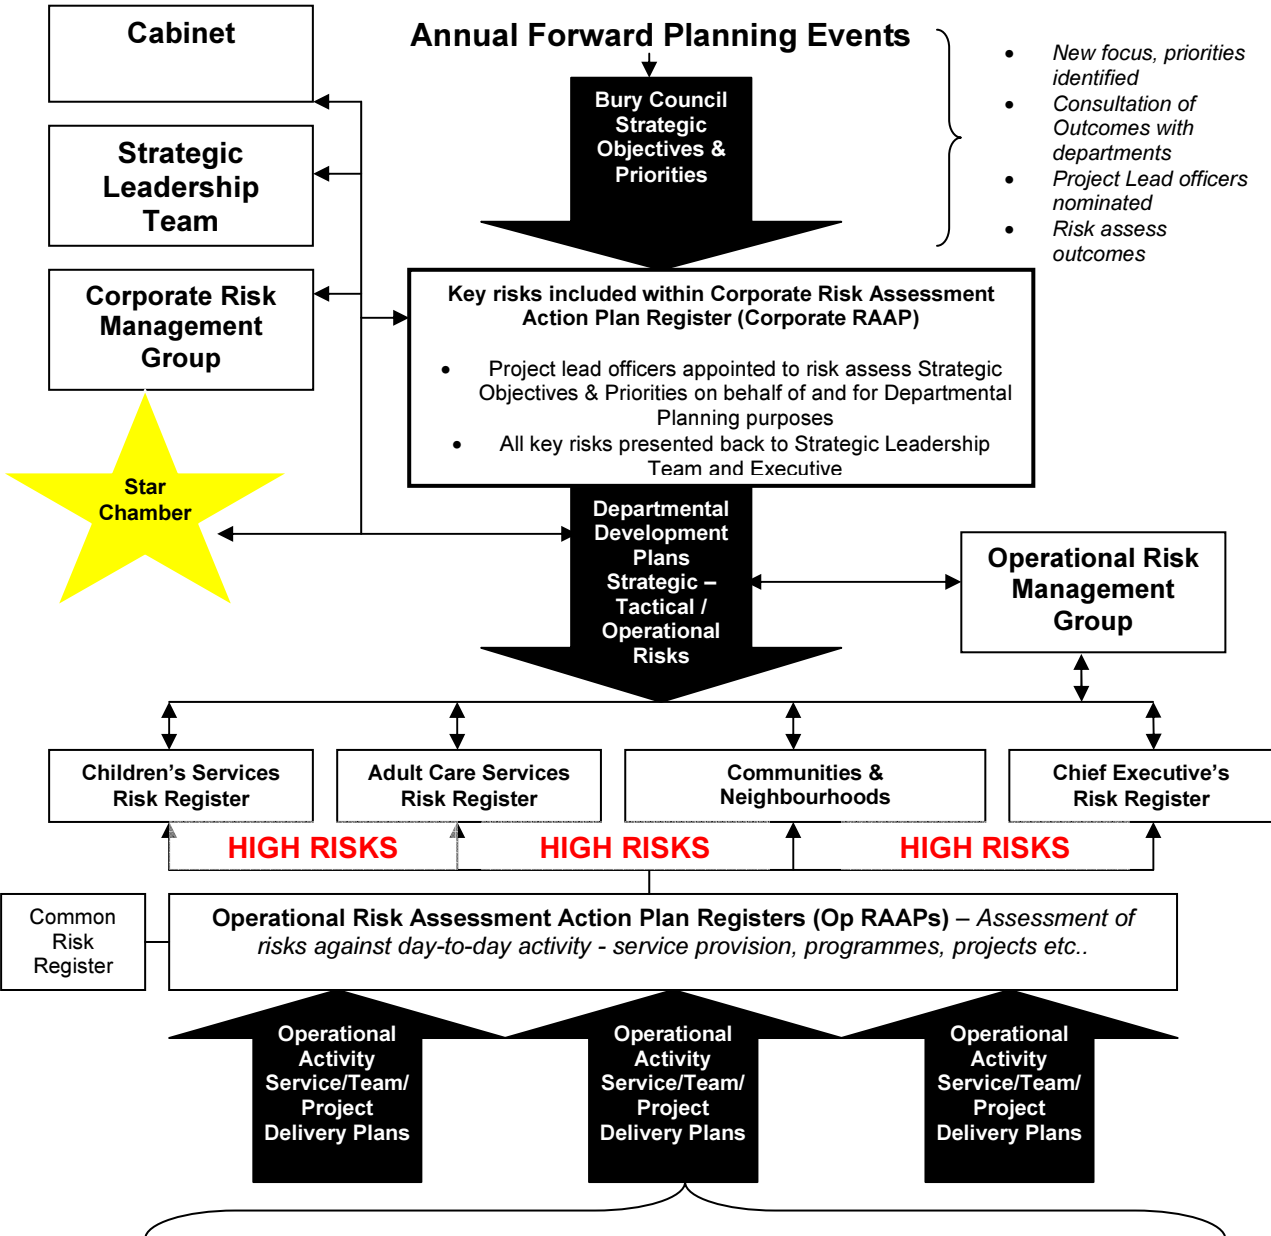 Cabinet
Annual Forward Planning Events
• New focus, priorities
identified
• Consultation of
Outcomes with
departments
• Project Lead officers
nominated
• Risk assess
outcomes
Bury Council
Strategic
Objectives &
Priorities
Strategic
Leadership
Team
Corporate Risk
Management
Group
Key risks included within Corporate Risk Assessment
Action Plan Register (Corporate RAAP)
• Project lead officers appointed to risk assess Strategic
Objectives & Priorities on behalf of and for Departmental
Planning purposes
• All key risks presented back to Strategic Leadership
Team and Executive
Star
Chamber
Departmental
Development
Plans
Strategic –
Tactical /
Operational
Risks
Operational Risk
Management
Group
Children’s Services
Risk Register
Adult Care Services
Risk Register
Communities &
Neighbourhoods
Chief Executive’s
Risk Register
HIGH RISKS
HIGH RISKS
HIGH RISKS
Common
Risk
Register
Operational Risk Assessment Action Plan Registers (Op RAAPs) – Assessment of
risks against day-to-day activity - service provision, programmes, projects etc..
Operational
Activity
Service/Team/
Project
Delivery Plans
Operational
Activity
Service/Team/
Project
Delivery Plans
Operational
Activity
Service/Team/
Project
Delivery Plans